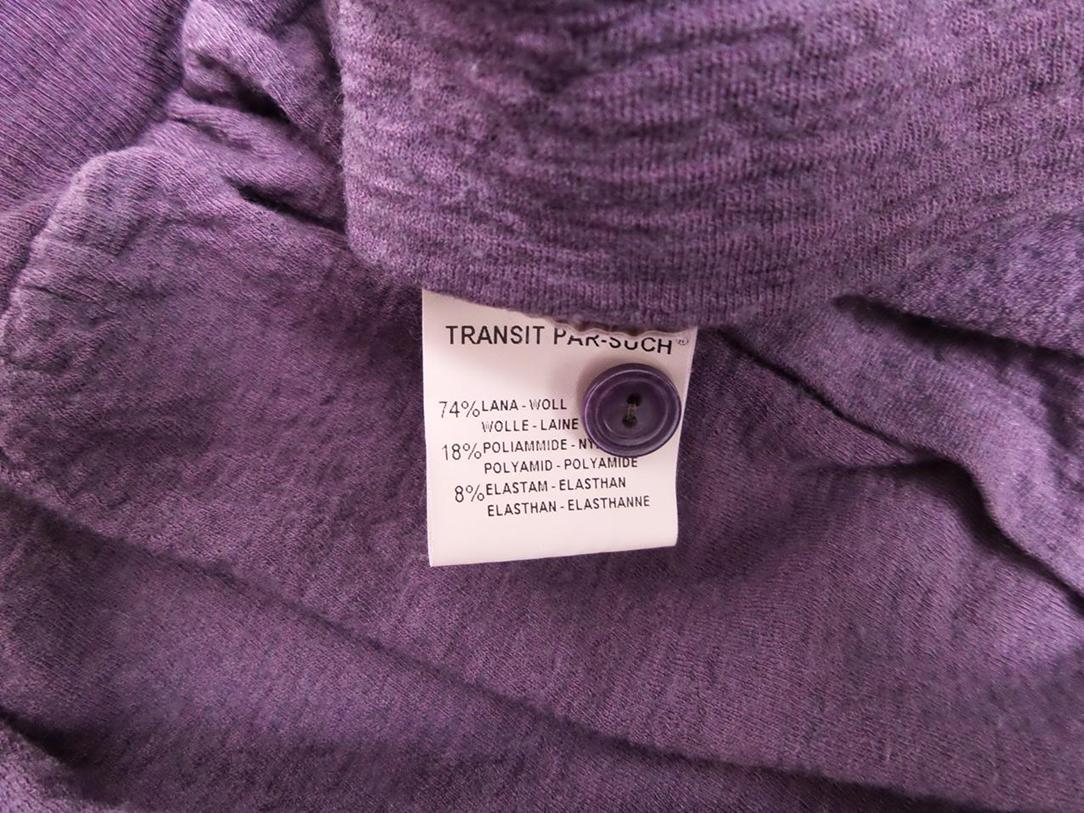 TRANSIT PAR-SUCH®
74% LANA - WOLL
WOLLE - LAINE
18% POLIAMMIDE -
POLYAMID - POLYAMIDE
8% ELASTAM - ELASTHAN
ELASTHAN - ELASTHANNE